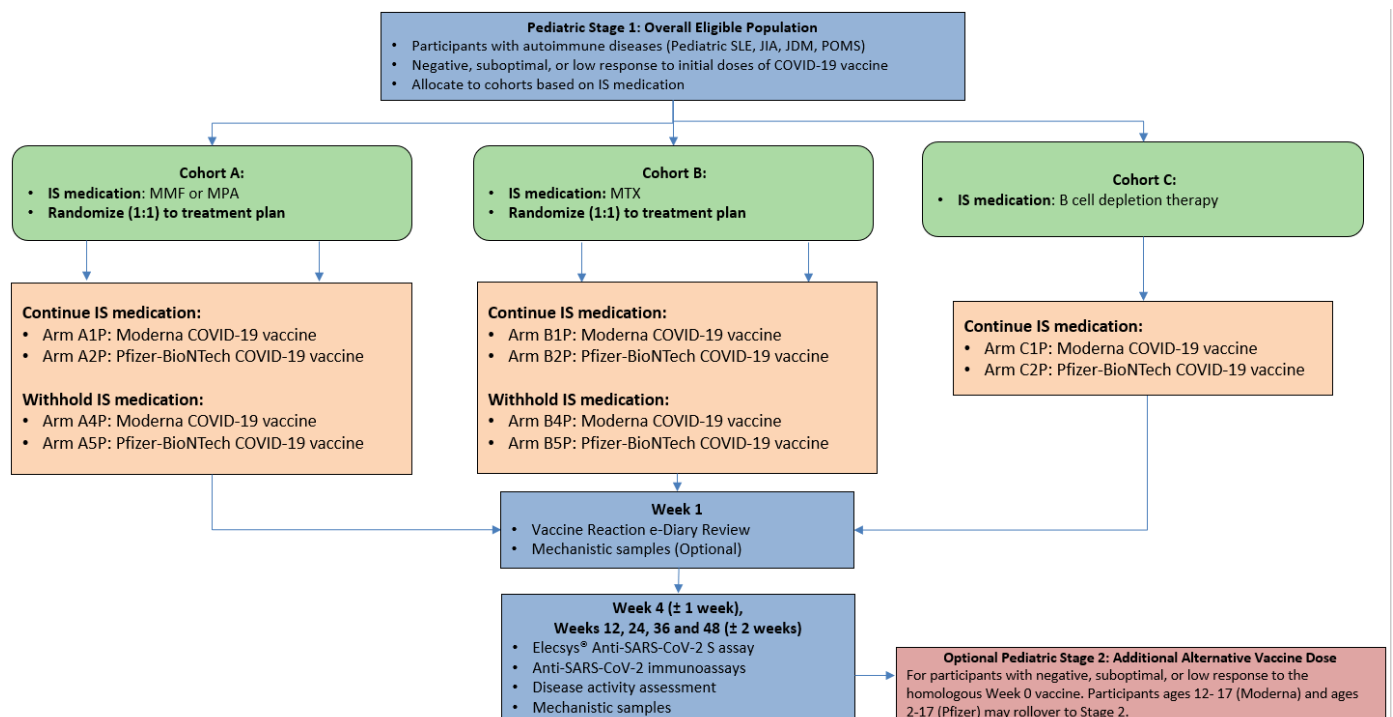 Pediatric Stage 1: Overall Eligible Population
• Participants with autoimmune diseases (Pediatric SLE, JIA, JDM, POMS)
• Negative, suboptimal, or low response to initial doses of COVID-19 vaccine
• Allocate to cohorts based on IS medication
Cohort A:
• IS medication: MMF or MPA
• Randomize (1:1) to treatment plan
Cohort B:
• IS medication: MTX
• Randomize (1:1) to treatment plan
Cohort C:
• IS medication: B cell depletion therapy
Continue IS medication:
• Arm A1P: Moderna COVID-19 vaccine
• Arm A2P: Pfizer-BioNTech COVID-19 vaccine
Withhold IS medication:
• Arm A4P: Moderna COVID-19 vaccine
• Arm A5P: Pfizer-BioNTech COVID-19 vaccine
Continue IS medication:
• Arm B1P: Moderna COVID-19 vaccine
• Arm B2P: Pfizer-BioNTech COVID-19 vaccine
Withhold IS medication:
• Arm B4P: Moderna COVID-19 vaccine
• Arm B5P: Pfizer-BioNTech COVID-19 vaccine
Continue IS medication:
• Arm C1P: Moderna COVID-19 vaccine
• Arm C2P: Pfizer-BioNTech COVID-19 vaccine
Week 1
• Vaccine Reaction e-Diary Review
• Mechanistic samples (Optional)
Week 4 (± 1 week),
Weeks 12, 24, 36 and 48 (± 2 weeks)
• Elecsys® Anti-SARS-CoV-2 S assay
• Anti-SARS-CoV-2 immunoassays
• Disease activity assessment
• Mechanistic samples
Optional Pediatric Stage 2: Additional Alternative Vaccine Dose
For participants with negative, suboptimal, or low response to the
homologous Week 0 vaccine. Participants ages 12- 17 (Moderna) and ages
2-17 (Pfizer) may rollover to Stage 2.